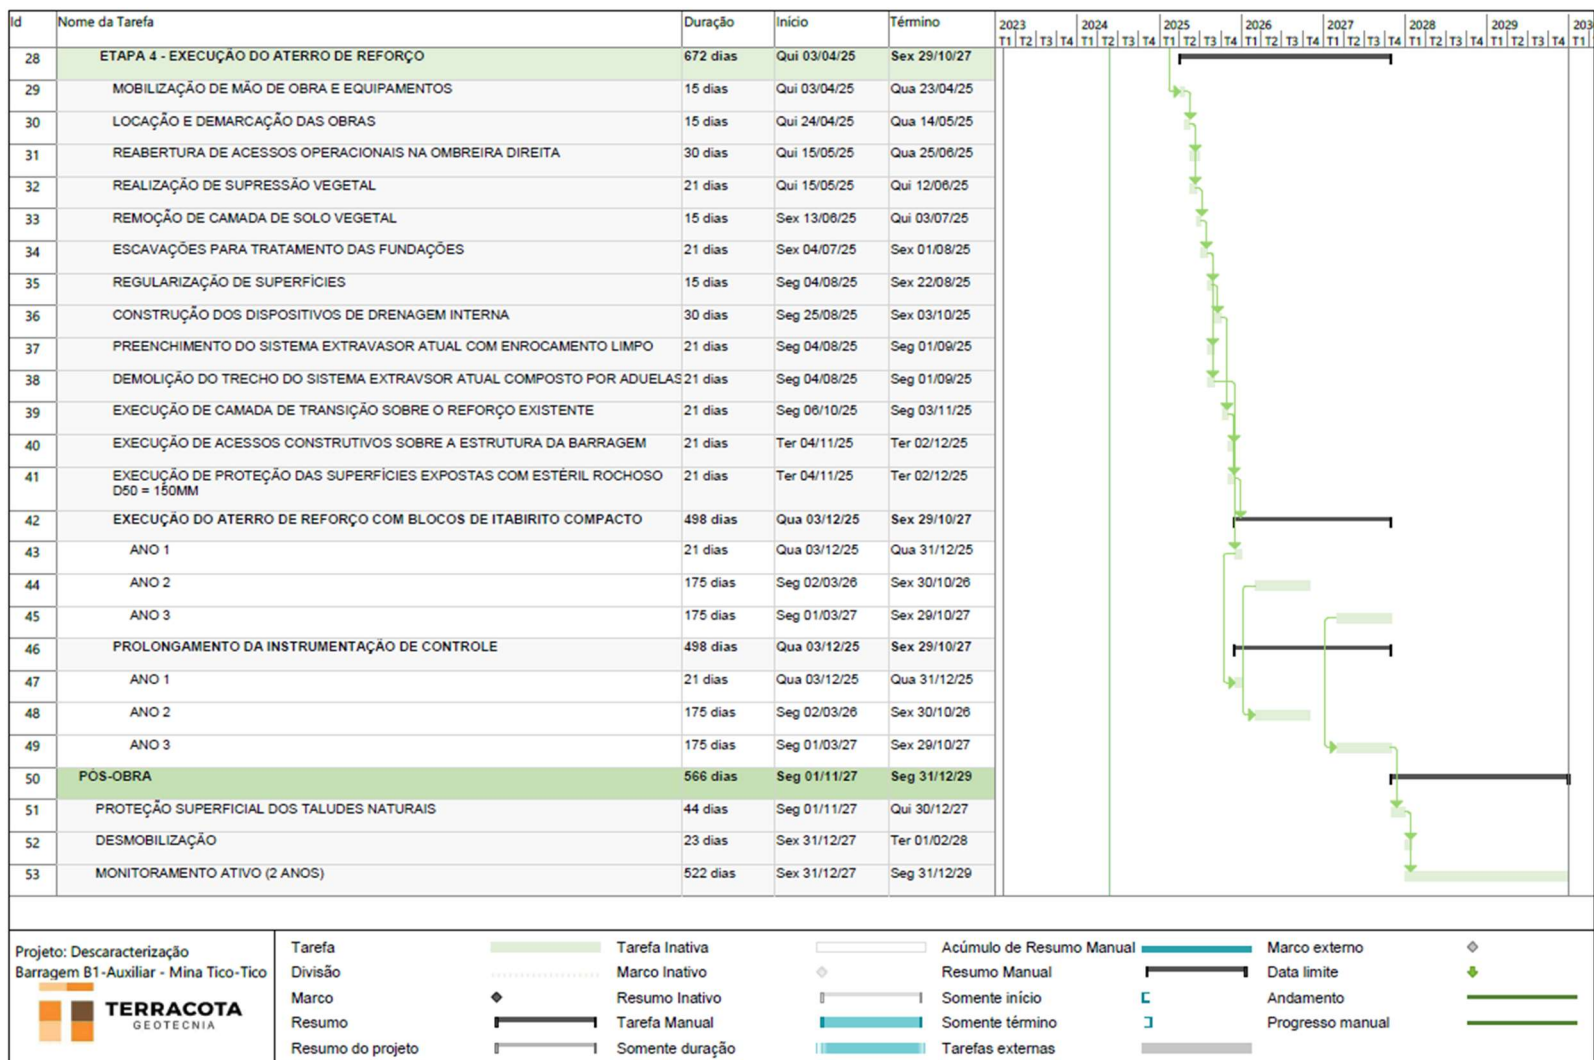 Id Nome da Tarefa Duração Início Término 2023 2024 2025 2026 2027 2028 2029 2030
T1 T2 T3 T4 T1 T2 T3 T4 T1 T2 T3 T4 T1 T2 T3 T4 T1 T2 T3 T4 T1 T2 T3 T4 T1 T2 T3 T4 T1
28 ETAPA 4 - EXECUÇÃO DO ATERRO DE REFORÇO 672 dias Qui 03/04/25 Sex 29/10/27
29 MOBILIZAÇÃO DE MÃO DE OBRA E EQUIPAMENTOS 15 dias Qui 03/04/25 Qua 23/04/25
30 LOCAÇÃO E DEMARCAÇÃO DAS OBRAS 15 dias Qui 24/04/25 Qua 14/05/25
31 REABERTURA DE ACESSOS OPERACIONAIS NA OMBREIRA DIREITA 30 dias Qui 15/05/25 Qua 25/06/25
32 REALIZAÇÃO DE SUPRESSÃO VEGETAL 21 dias Qui 15/05/25 Qui 12/06/25
33 REMOÇÃO DE CAMADA DE SOLO VEGETAL 15 dias Sex 13/06/25 Qui 03/07/25
34 ESCAVAÇÕES PARA TRATAMENTO DAS FUNDAÇÕES 21 dias Sex 04/07/25 Sex 01/08/25
35 REGULARIZAÇÃO DE SUPERFÍCIES 15 dias Seg 04/08/25 Sex 22/08/25
36 CONSTRUÇÃO DOS DISPOSITIVOS DE DRENAGEM INTERNA 30 dias Seg 25/08/25 Sex 03/10/25
37 PREENCHIMENTO DO SISTEMA EXTRAVASOR ATUAL COM ENROCAMENTO LIMPO 21 dias Seg 04/08/25 Seg 01/09/25
38 DEMOLIÇÃO DO TRECHO DO SISTEMA EXTRAVSOR ATUAL COMPOSTO POR ADUELAS 21 dias Seg 04/08/25 Seg 01/09/25
39 EXECUÇÃO DE CAMADA DE TRANSIÇÃO SOBRE O REFORÇO EXISTENTE 21 dias Seg 06/10/25 Seg 03/11/25
40 EXECUÇÃO DE ACESSOS CONSTRUTIVOS SOBRE A ESTRUTURA DA BARRAGEM 21 dias Ter 04/11/25 Ter 02/12/25
41 EXECUÇÃO DE PROTEÇÃO DAS SUPERFÍCIES EXPOSTAS COM ESTÉRIL ROCHOSO 21 dias Ter 04/11/25 Ter 02/12/25
D50 = 150MM
42 EXECUÇÃO DO ATERRO DE REFORÇO COM BLOCOS DE ITABIRITO COMPACTO 498 dias Qua 03/12/25 Sex 29/10/27
43 ANO 1 21 dias Qua 03/12/25 Qua 31/12/25
44 ANO 2 175 dias Seg 02/03/26 Sex 30/10/26
45 ANO 3 175 dias Seg 01/03/27 Sex 29/10/27
46 PROLONGAMENTO DA INSTRUMENTAÇÃO DE CONTROLE 498 dias Qua 03/12/25 Sex 29/10/27
47 ANO 1 21 dias Qua 03/12/25 Qua 31/12/25
48 ANO 2 175 dias Seg 02/03/26 Sex 30/10/26
49 ANO 3 175 dias Seg 01/03/27 Sex 29/10/27
50 PÓS-OBRA 566 dias Seg 01/11/27 Seg 31/12/29
51 PROTEÇÃO SUPERFICIAL DOS TALUDES NATURAIS 44 dias Seg 01/11/27 Qui 30/12/27
52 DESMOBILIZAÇÃO 23 dias Sex 31/12/27 Ter 01/02/28
53 MONITORAMENTO ATIVO (2 ANOS) 522 dias Sex 31/12/27 Seg 31/12/29
Projeto: Descaracterização
Barragem B1-Auxiliar - Mina Tico-Tico
TERRACOTA
GEOTECNIA
Tarefa Tarefa Inativa Acúmulo de Resumo Manual Marco externo
Divisão Marco Inativo Resumo Manual Data limite
Marco Resumo Inativo Somente início Andamento
Resumo Tarefa Manual Somente término Progresso manual
Resumo do projeto Somente duração Tarefas externas